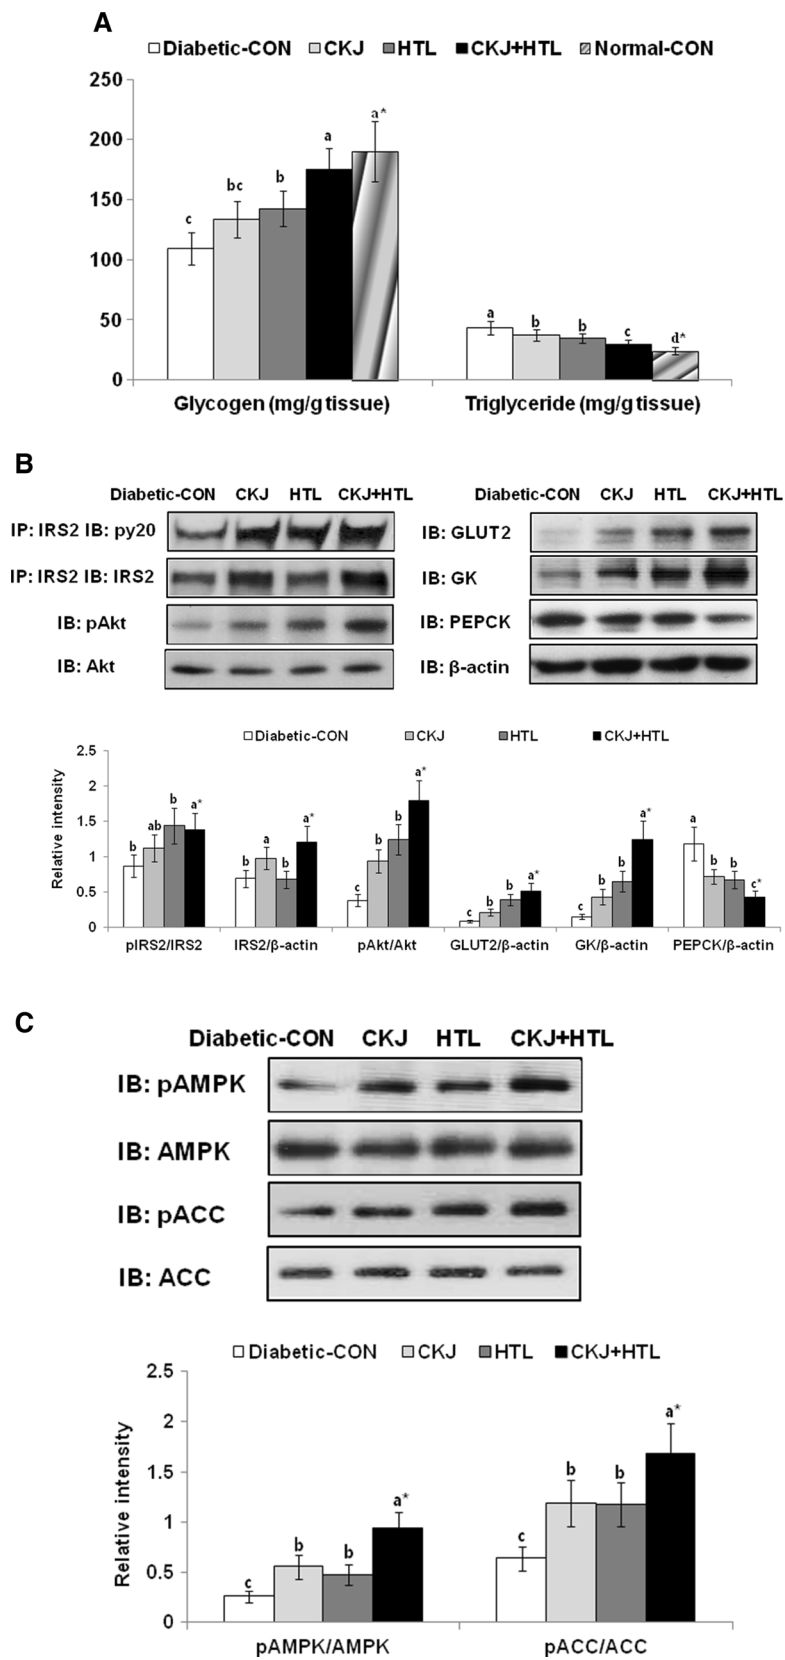 A
Diabetic-CON CKJ HTL CKJ+HTL Normal-CON
250
200
150
100
50
0
c bc b a a*
a b b c d*
Glycogen (mg/g tissue) Triglyceride (mg/g tissue)
B
Diabetic-CON CKJ HTL CKJ+HTL
IP: IRS2 IB: py20
IP: IRS2 IB: IRS2
IB: pAkt
IB: Akt
Diabetic-CON CKJ HTL CKJ+HTL
IB: GLUT2
IB: GK
IB: PEPCK
IB: β-actin
Diabetic-CON CKJ HTL CKJ+HTL
Relative intensity
2.5
2
1.5
1
0.5
0
b ab b a*
b a b a*
c b b a*
c b b a*
c b b a*
a b b c*
pIRS2/IRS2 IRS2/β-actin pAkt/Akt GLUT2/β-actin GK/β-actin PEPCK/β-actin
C
Diabetic-CON CKJ HTL CKJ+HTL
IB: pAMPK
IB: AMPK
IB: pACC
IB: ACC
Diabetic-CON CKJ HTL CKJ+HTL
Relative intensity
2.5
2
1.5
1
0.5
0
c b b a*
c b b a*
pAMPK/AMPK pACC/ACC